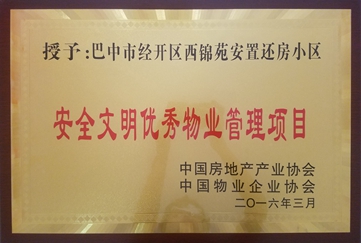 授予:巴中市经开区西锦苑安置还房小区
安全文明优秀物业管理项目
中国房地产产业协会
中国物业企业协会
二〇一六年三月